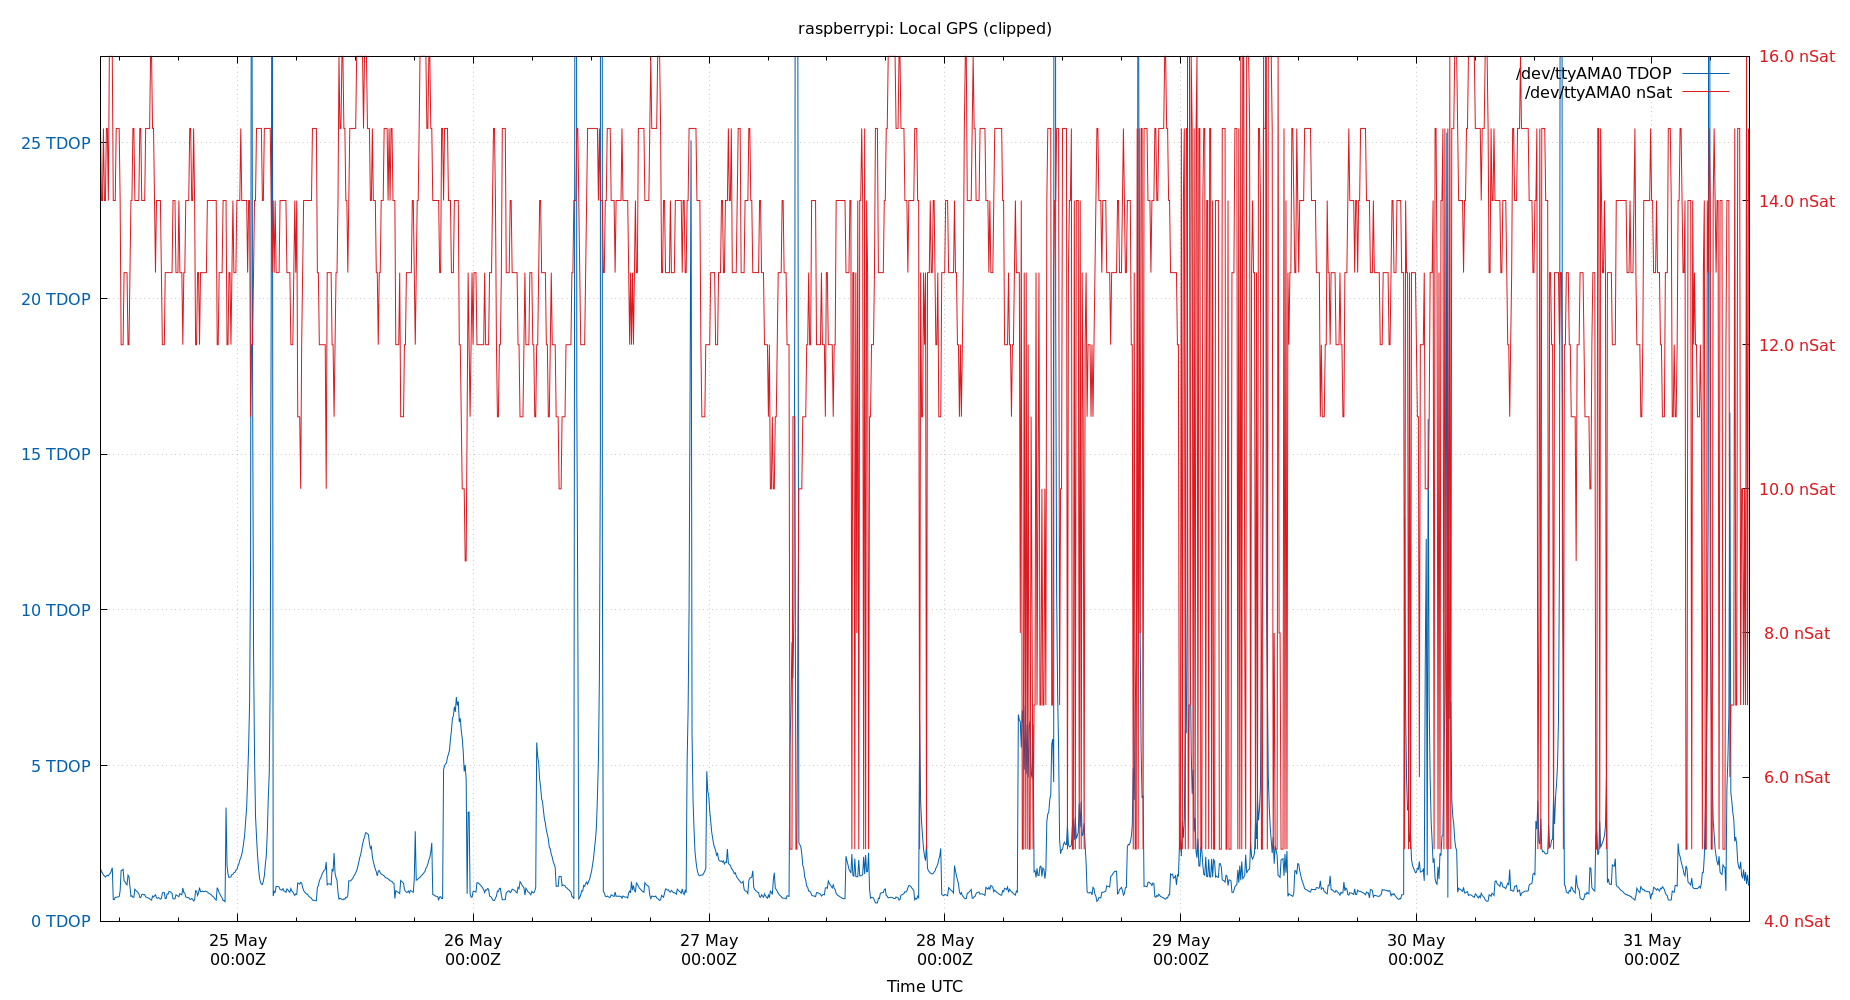 raspberrypi: Local GPS (clipped)
/dev/ttyAMA0 TDOP
/dev/ttyAMA0 nSat
25 TDOP
20 TDOP
15 TDOP
10 TDOP
5 TDOP
0 TDOP
16.0 nSat
14.0 nSat
12.0 nSat
10.0 nSat
8.0 nSat
6.0 nSat
4.0 nSat
25 May 26 May 27 May 28 May 29 May 30 May 31 May
00:00Z 00:00Z 00:00Z 00:00Z 00:00Z 00:00Z 00:00Z
Time UTC